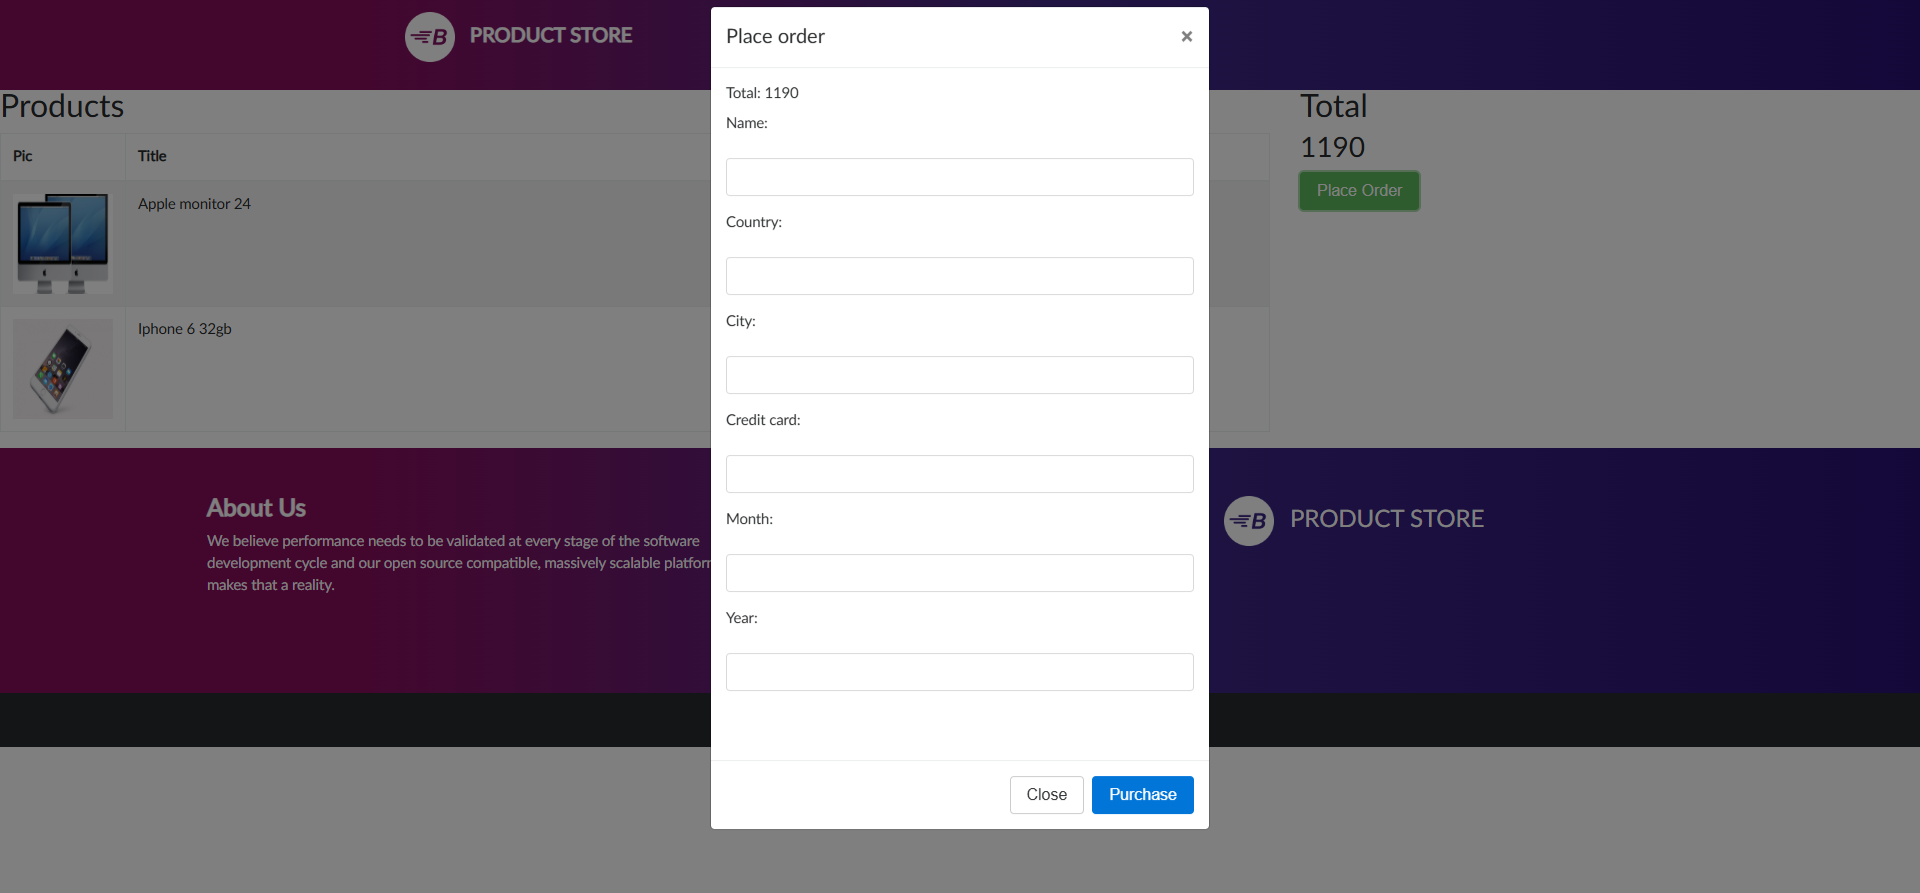 B PRODUCT STORE
Place order ×
Total: 1190
Name:
Country:
City:
Credit card:
Month:
Year:
Close Purchase
Products
Pic Title
Apple monitor 24
Iphone 6 32gb
Total
1190
Place Order
About Us
We believe performance needs to be validated at every stage of the software
development cycle and our open source compatible, massively scalable platfor
makes that a reality.
B PRODUCT STORE